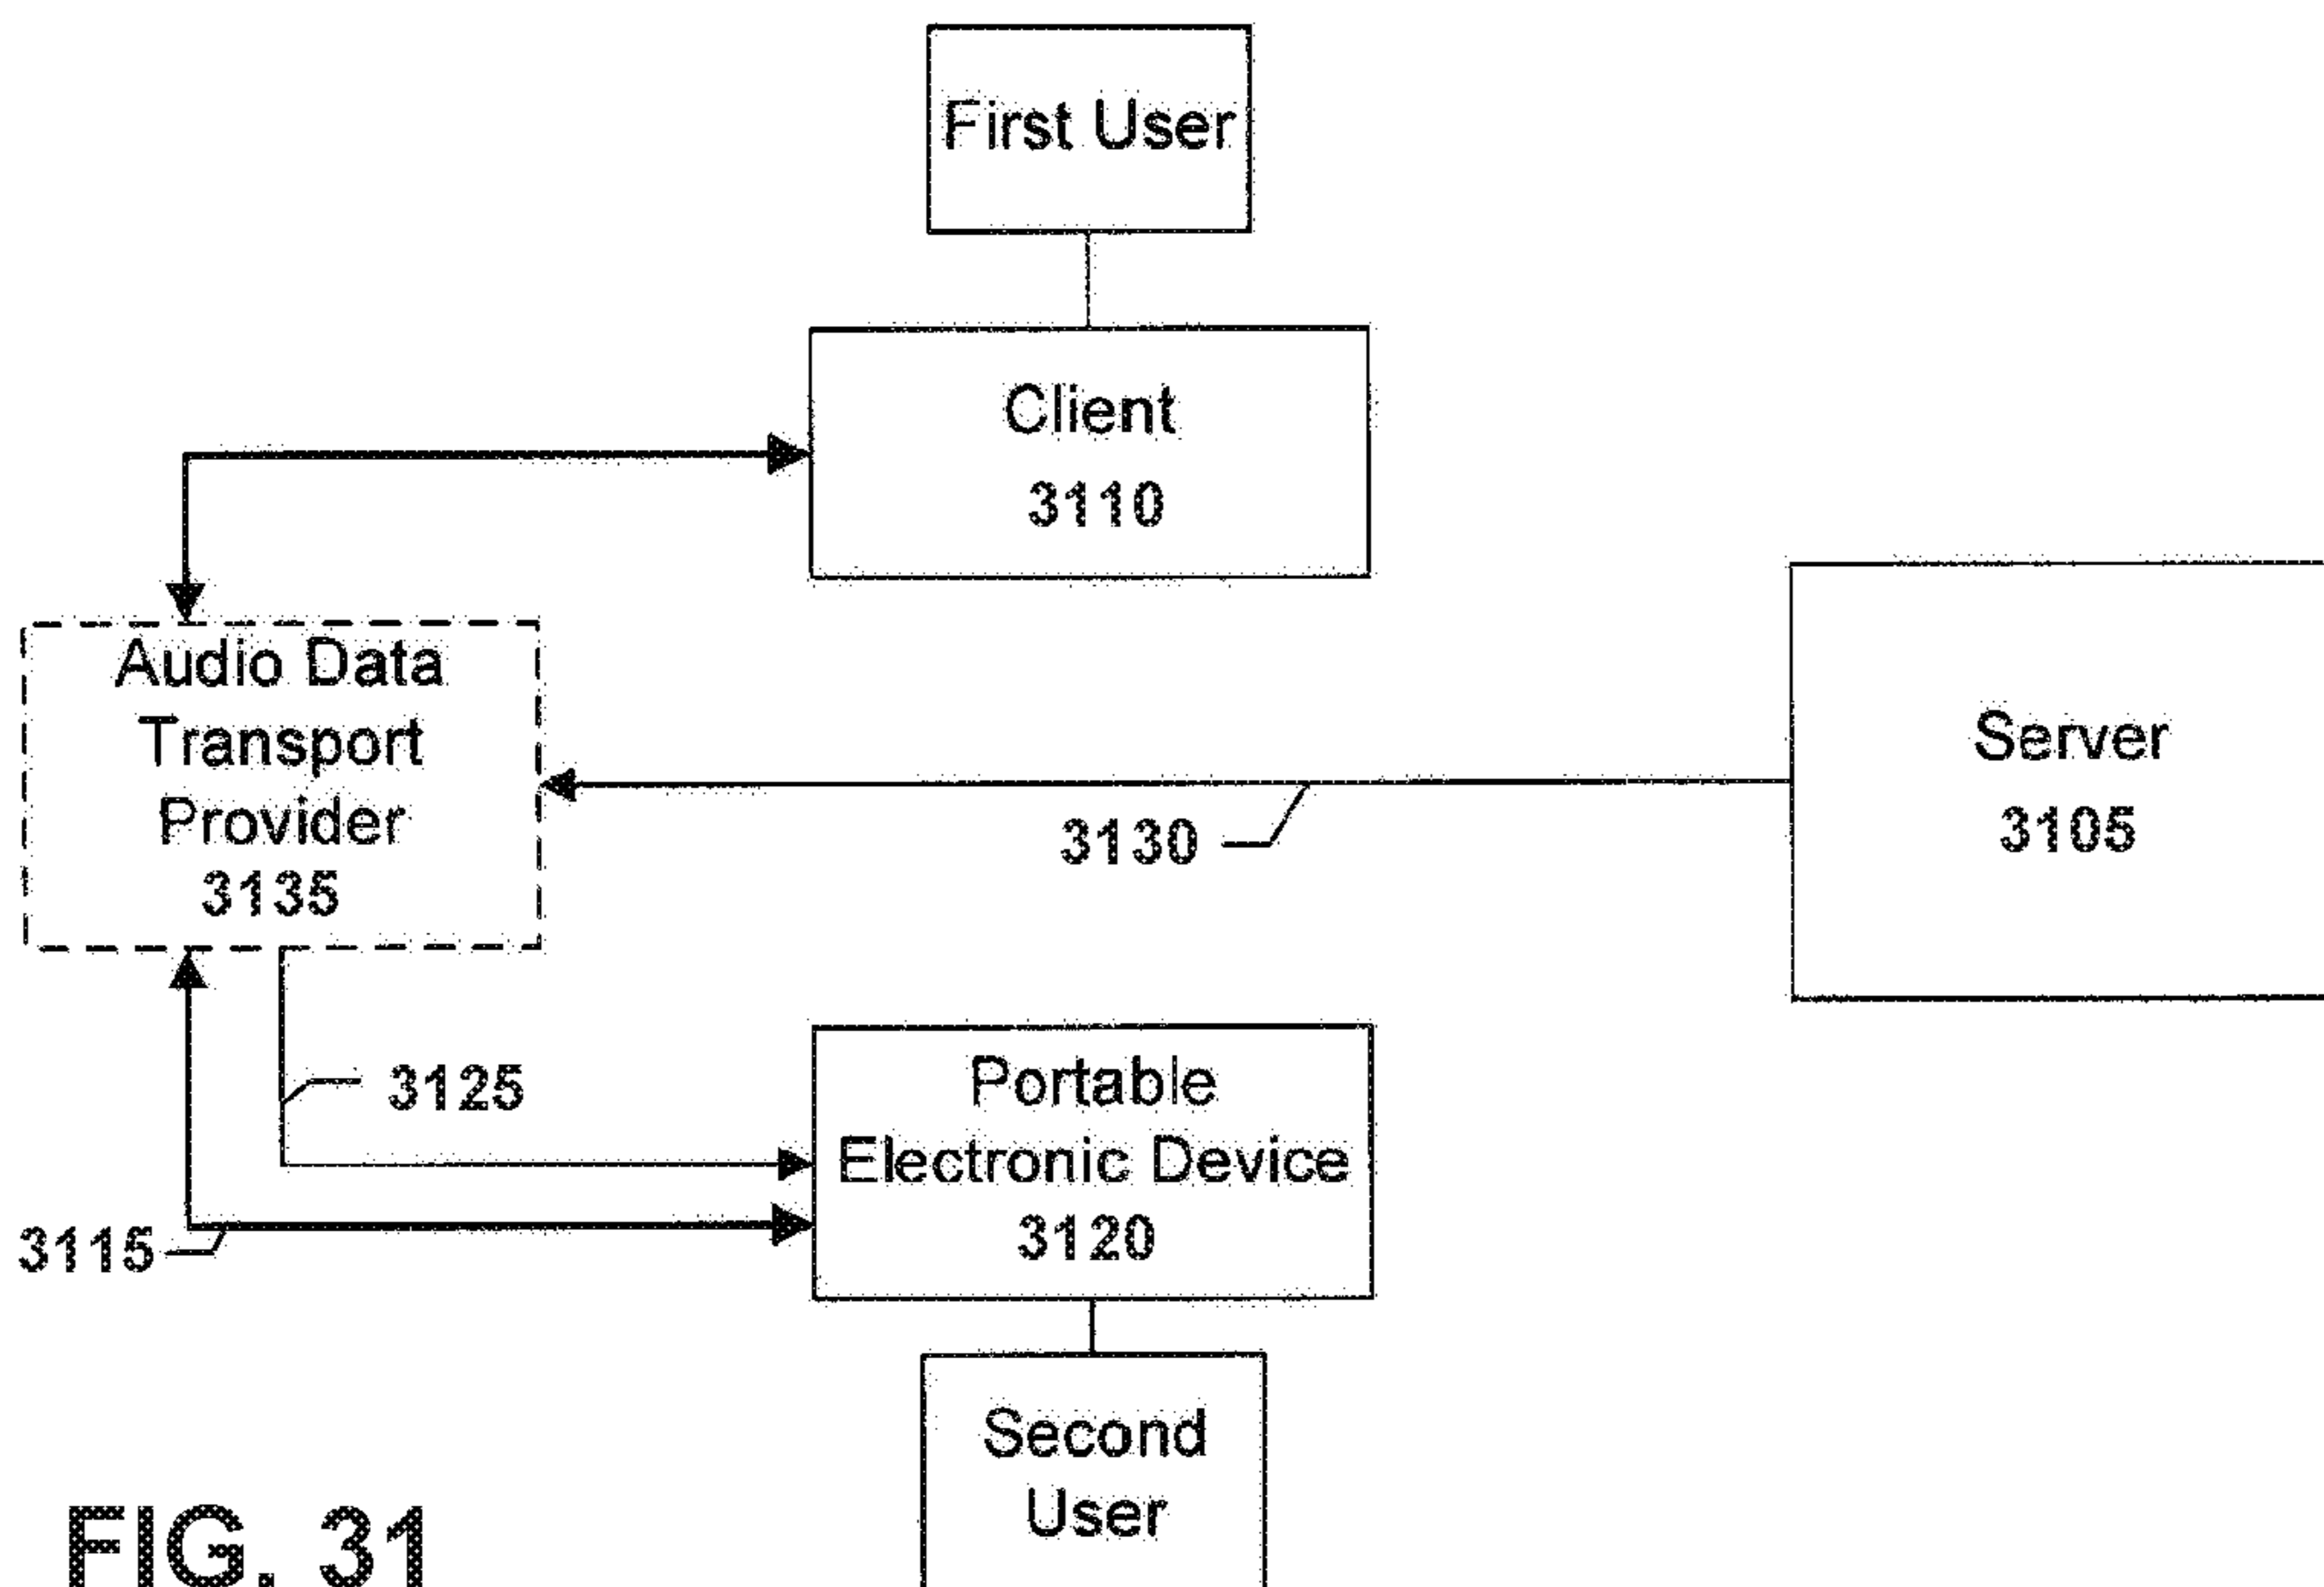 First User
Client
3110
Audio Data
Transport
Provider
3135
Server
3105
3130
3125
Portable
Electronic Device
3120
3115
Second
User
FIG. 31